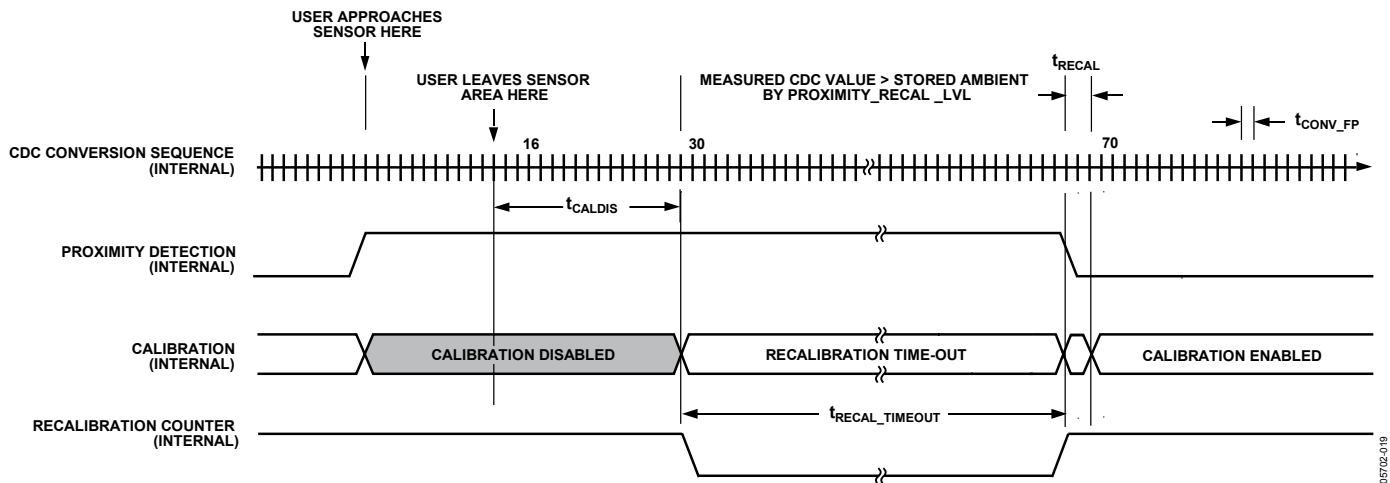 USER APPROACHES
SENSOR HERE
USER LEAVES SENSOR
AREA HERE
MEASURED CDC VALUE > STORED AMBIENT
BY PROXIMITY_RECAL _LVL
tRECAL
tCONV_FP
CDC CONVERSION SEQUENCE
(INTERNAL)
16
30
70
tCALDIS
PROXIMITY DETECTION
(INTERNAL)
CALIBRATION
(INTERNAL)
CALIBRATION DISABLED
RECALIBRATION TIME-OUT
CALIBRATION ENABLED
RECALIBRATION COUNTER
(INTERNAL)
tRECAL_TIMEOUT
05702-019